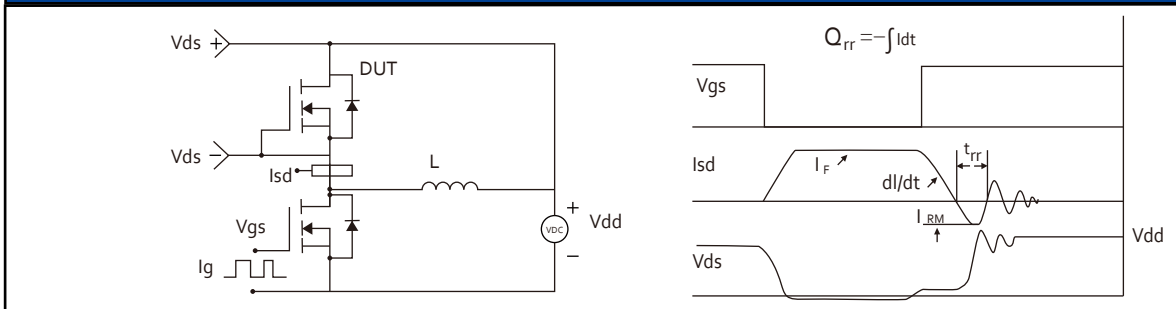 Vds +
DUT
Vds −
Isd
L
Vgs
Ig
+
VDC
−
Vdd
Qrr =−∫Idt
Vgs
Isd
IF
dI/dt
trr
IRM
Vdd
Vds